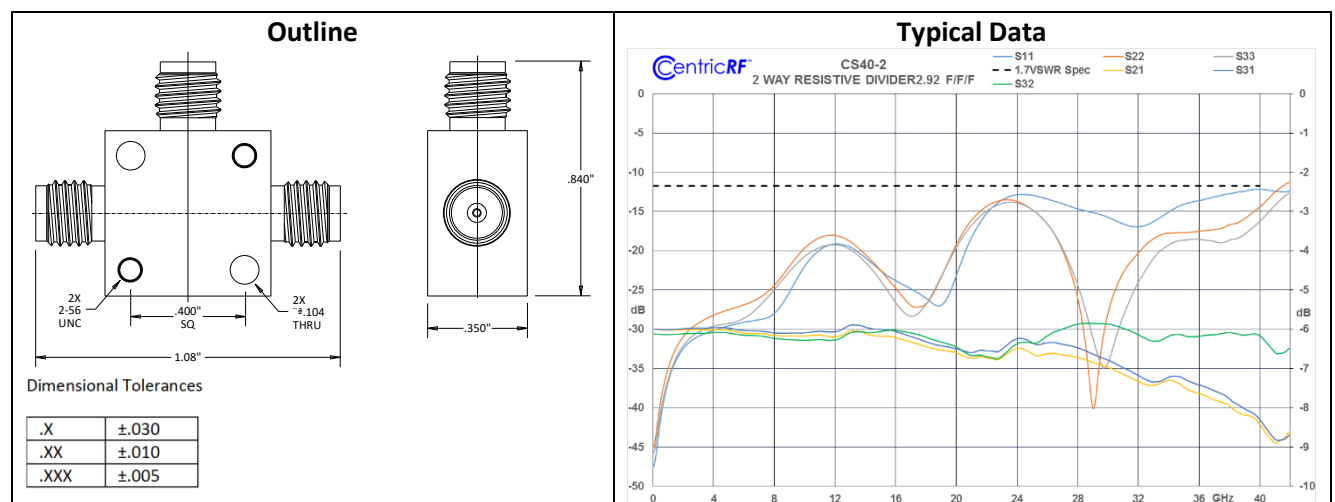 Outline
.840"
2X
2-56
UNC
.400"
SQ
2X
.104
THRU
.350"
1.08"
Dimensional Tolerances
.X ±.030
.XX ±.010
.XXX ±.005
Typical Data
CentricRF™
CS40-2
2 WAY RESISTIVE DIVIDER2.92 F/F/F
S11 S22 S33
1.7VSWR Spec S21 S31
S32
0 0
-5 -1
-10 -2
-15 -3
-20 -4
-25 -5
dB dB
-30 -6
-35 -7
-40 -8
-45 -9
-50 -10
0 4 8 12 16 20 24 28 32 36 GHz 40